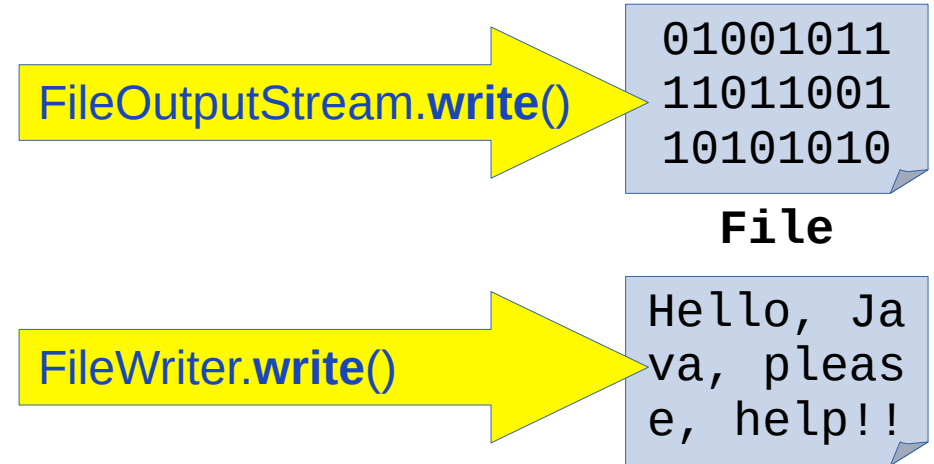 FileOutputStream.write()
01001011
11011001
10101010
File
FileWriter.write()
Hello, Ja
va, pleas
e, help!!